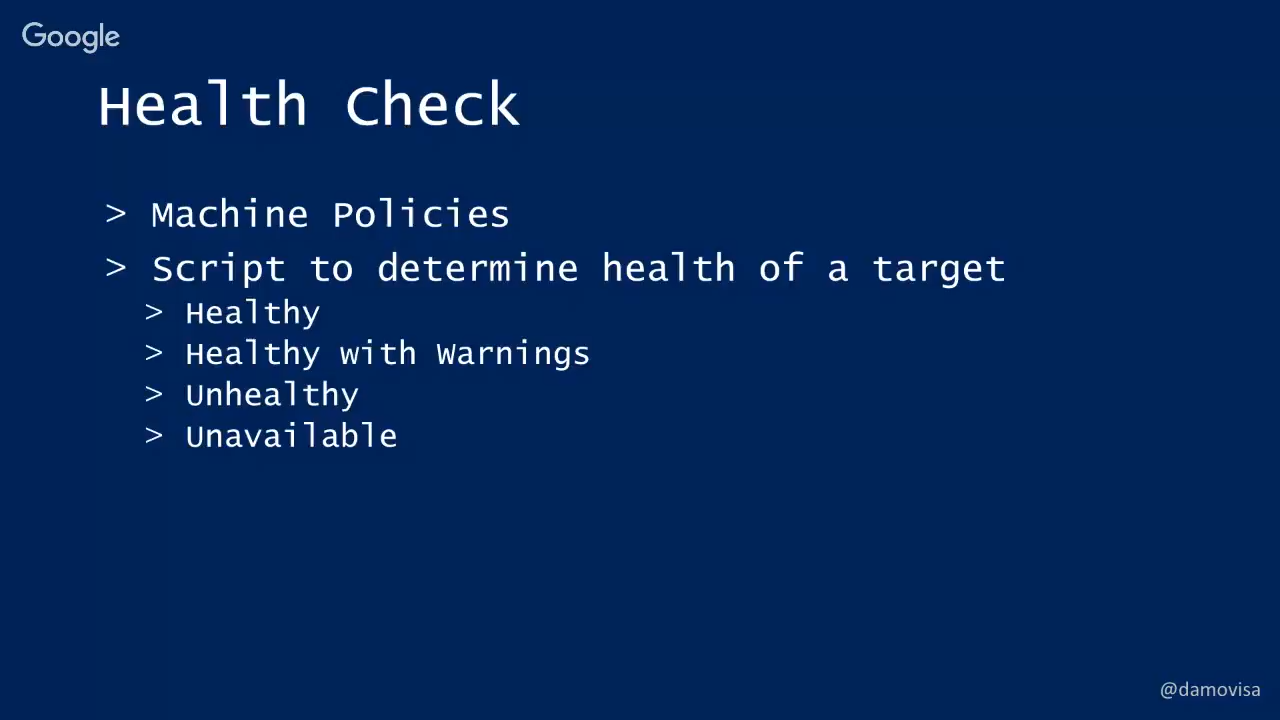 Google
Health Check
> Machine Policies
> Script to determine health of a target
> Healthy
> Healthy with Warnings
> Unhealthy
> Unavailable
@damovisa